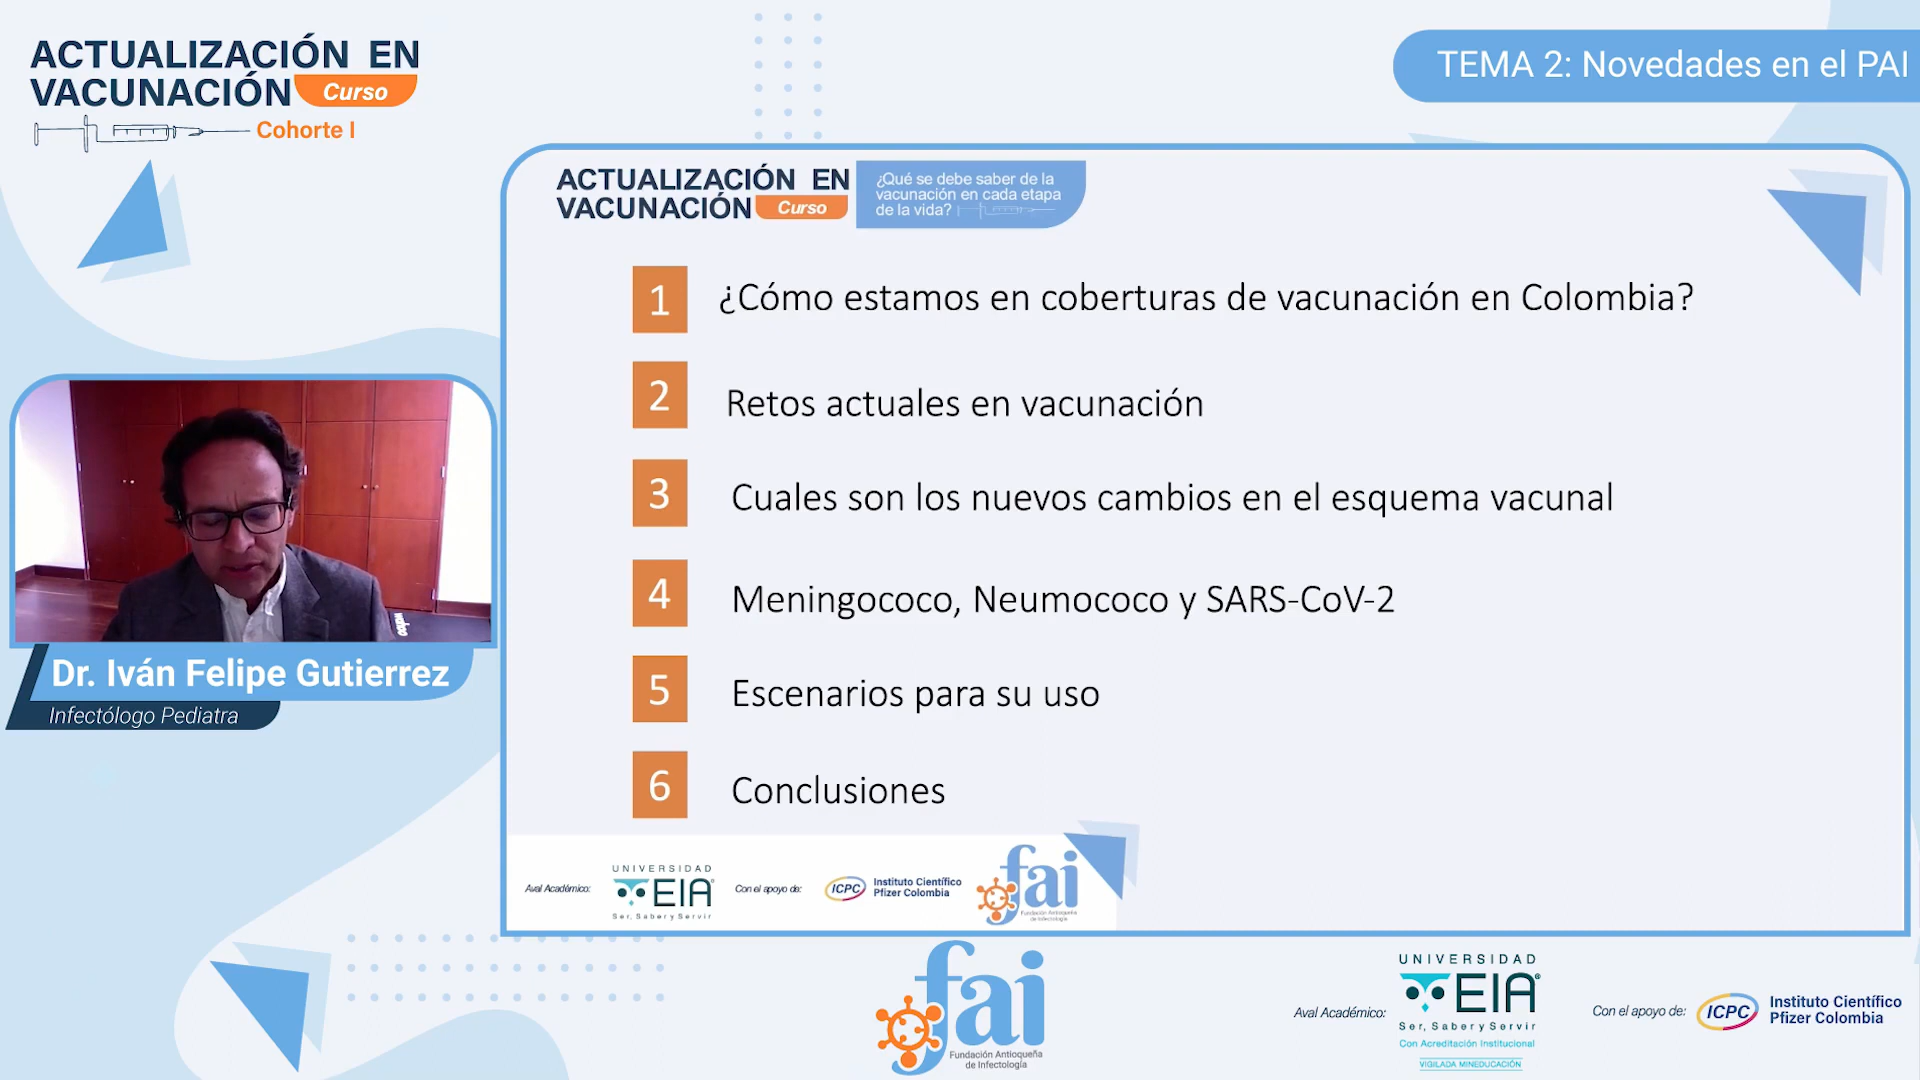 ACTUALIZACIÓN EN
VACUNACIÓN Curso
Cohorte I
TEMA 2: Novedades en el PAI
ACTUALIZACIÓN EN
VACUNACIÓN Curso
¿Qué se debe saber de la
vacunación en cada etapa
de la vida?
1 ¿Cómo estamos en coberturas de vacunación en Colombia?
2 Retos actuales en vacunación
3 Cuales son los nuevos cambios en el esquema vacunal
4 Meningococo, Neumococo y SARS-CoV-2
5 Escenarios para su uso
6 Conclusiones
Dr. Iván Felipe Gutierrez
Infectólogo Pediatra
Aval Académico:
UNIVERSIDAD
EIA
Ser, Saber y Servir
Con el apoyo de:
ICPC
Instituto Científico
Pfizer Colombia
fai
Fundación Antioqueña
de Infectología
fai
Fundación Antioqueña
de Infectología
Aval Académico:
UNIVERSIDAD
EIA®
Ser, Saber y Servir
Con Acreditación Institucional
VIGILADA MINEDUCACIÓN
Con el apoyo de:
ICPC
Instituto Científico
Pfizer Colombia